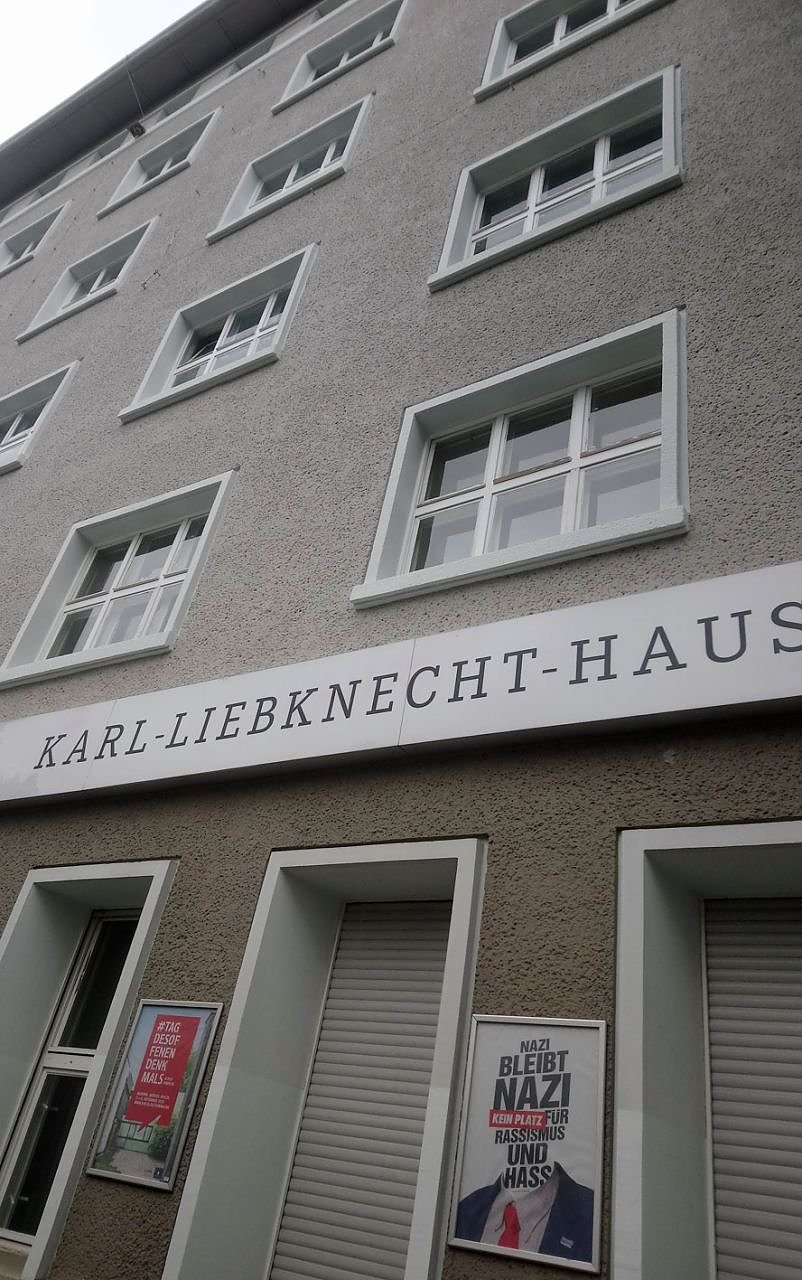 KARL-LIEBKNECHT-HAUS
#TAG
DESOF
FENEN
DENK
MALS
NAZI
BLEIBT
NAZI
KEIN PLATZ FÜR
RASSISMUS
UND
HASS